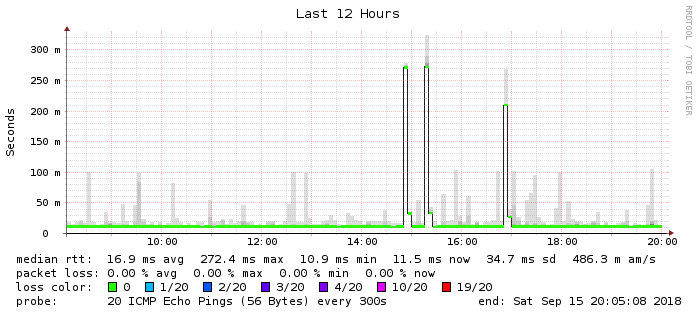 Last 12 Hours
RRDTOOL / TOBI OETIKER
Seconds
300 m
250 m
200 m
150 m
100 m
50 m
0
10:00 12:00 14:00 16:00 18:00 20:00
median rtt: 16.9 ms avg 272.4 ms max 10.9 ms min 11.5 ms now 34.7 ms sd 486.3 m am/s
packet loss: 0.00 % avg 0.00 % max 0.00 % min 0.00 % now
loss color: 0 1/20 2/20 3/20 4/20 10/20 19/20
probe: 20 ICMP Echo Pings (56 Bytes) every 300s end: Sat Sep 15 20:05:08 2018